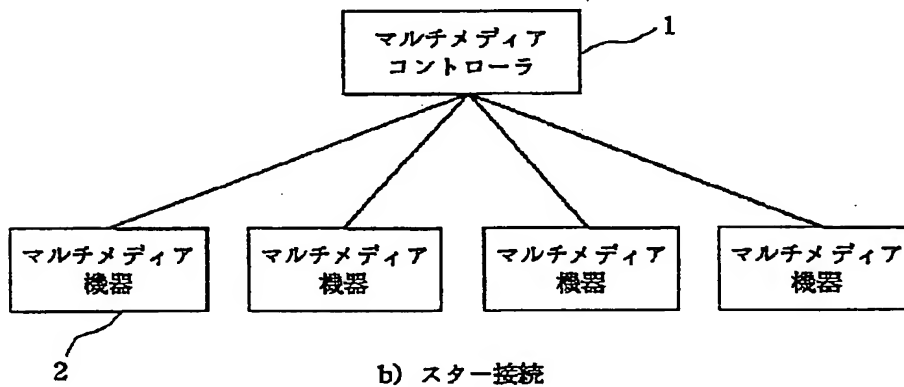 マルチメディア
コントローラ
1
マルチメディア
機器
マルチメディア
機器
マルチメディア
機器
マルチメディア
機器
2
b) スター接続